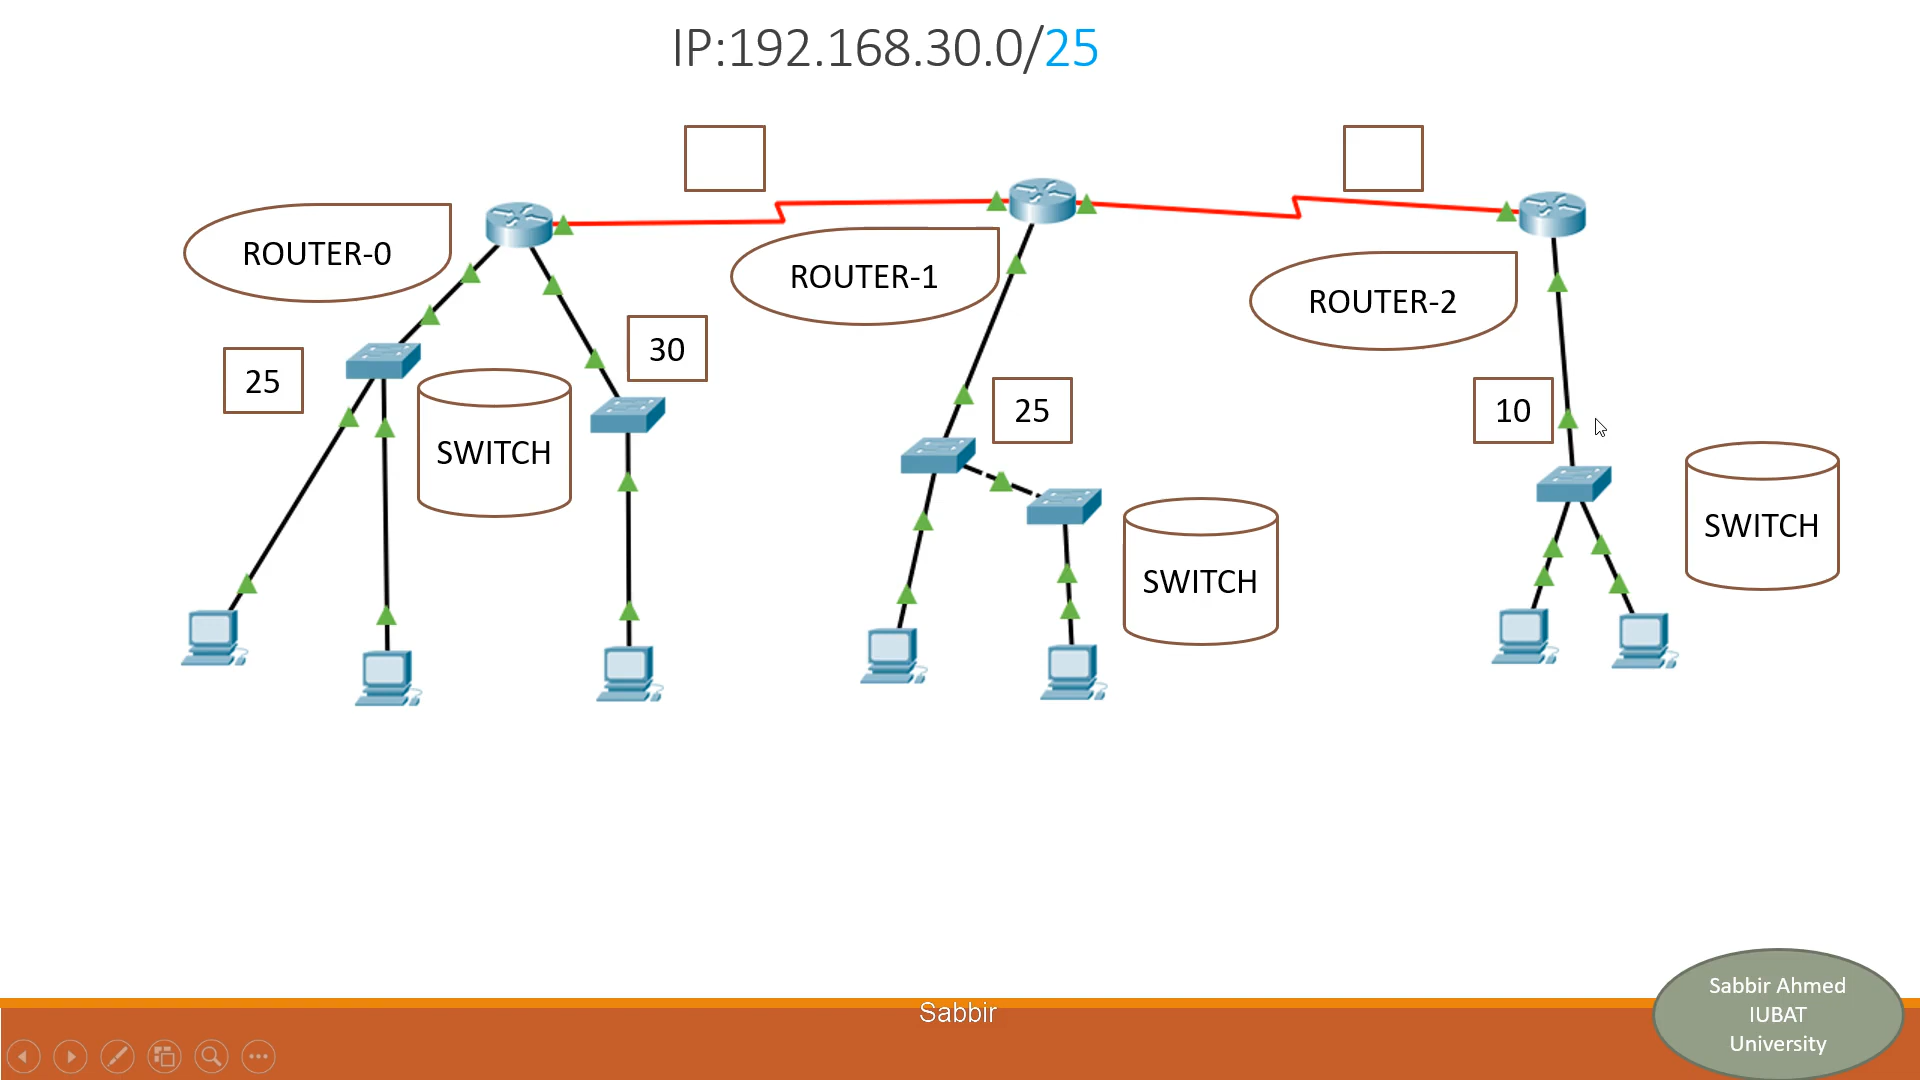 IP:192.168.30.0/25
ROUTER-0
ROUTER-1
ROUTER-2
25
30
25
10
SWITCH
SWITCH
SWITCH
Sabbir
Sabbir Ahmed
IUBAT
University